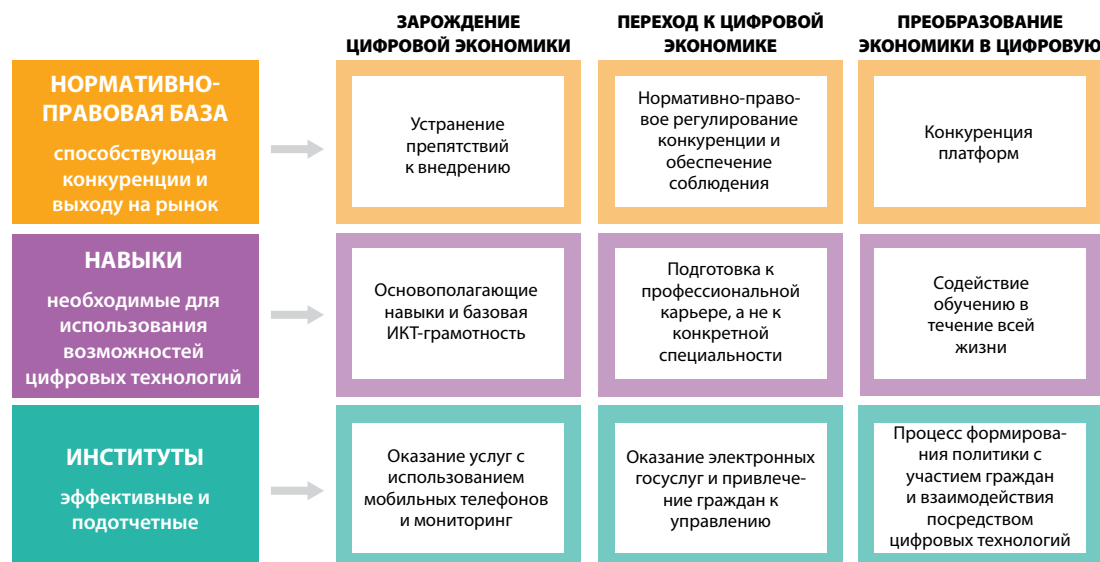 ЗАРОЖДЕНИЕ
ЦИФРОВОЙ ЭКОНОМИКИ
ПЕРЕХОД К ЦИФРОВОЙ
ЭКОНОМИКЕ
ПРЕОБРАЗОВАНИЕ
ЭКОНОМИКИ В ЦИФРОВУЮ
НОРМАТИВНО-
ПРАВОВАЯ БАЗА
способствующая
конкуренции и
выходу на рынок
Устранение
препятствий
к внедрению
Нормативно-право-
вое регулирование
конкуренции и
обеспечение
соблюдения
Конкуренция
платформ
НАВЫКИ
необходимые для
использования
возможностей
цифровых технологий
Основополагающие
навыки и базовая
ИКТ-грамотность
Подготовка к
профессиональной
карьере, а не к
конкретной
специальности
Содействие
обучению в
течение всей
жизни
ИНСТИТУТЫ
эффективные и
подотчетные
Оказание услуг с
использованием
мобильных телефонов
и мониторинг
Оказание электронных
госуслуг и привлече-
ние граждан к
управлению
Процесс формирова-
ния политики с
участием граждан
и взаимодействия
посредством
цифровых технологий